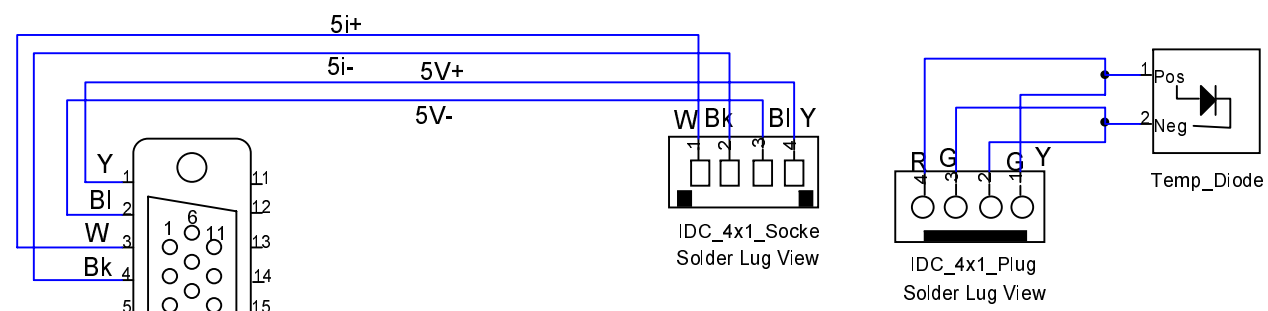 5i+
5i-
5V+
5V-
W Bk Bl Y
1 2 3 4
IDC_4x1_Socke
Solder Lug View
Y 1
Bl 2
W 3
Bk 4
5
11
12
13
14
15
6
1
11
R G G Y
4 3 2 1
IDC_4x1_Plug
Solder Lug View
1 Pos
2 Neg
Temp_Diode